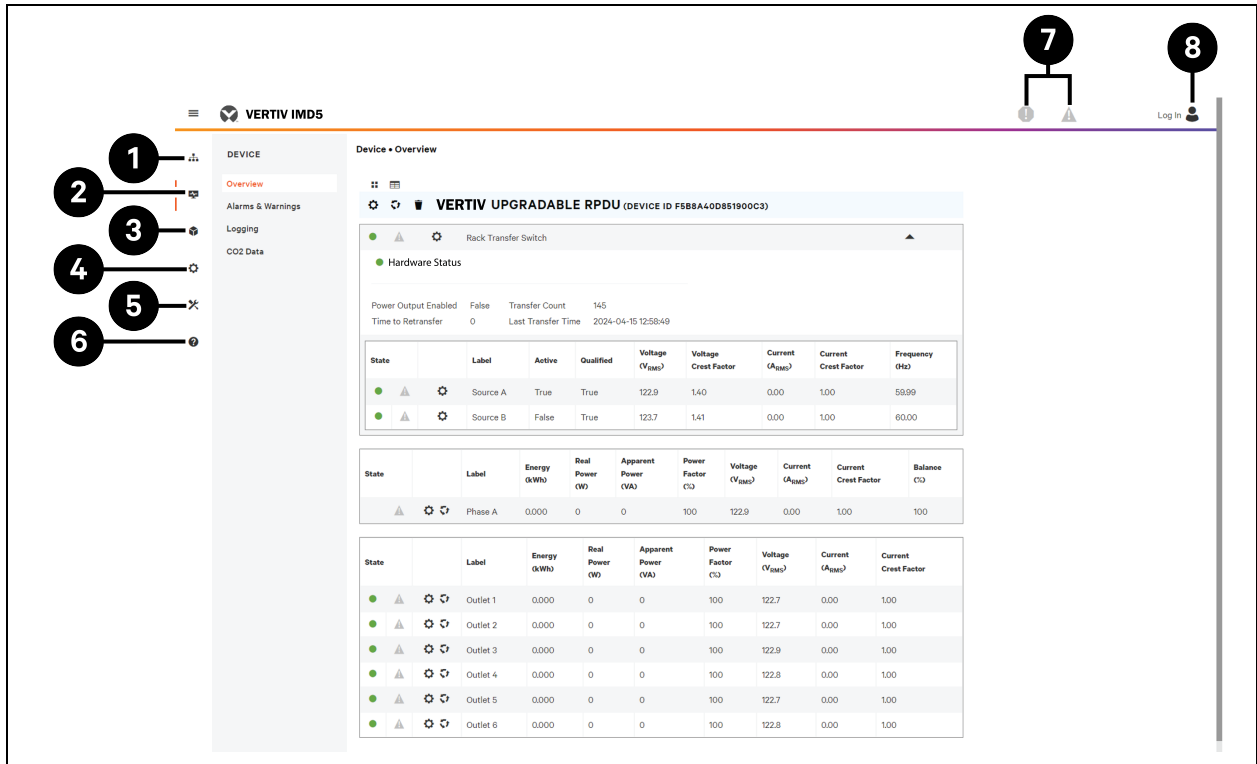 7
8
VERTIV IMD5
Log In
1
2
3
4
5
6
DEVICE
Overview
Alarms & Warnings
Logging
CO2 Data
Device • Overview
VERTIV UPGRADABLE RPDU (DEVICE ID F5B8A40D851900C3)
Rack Transfer Switch
Hardware Status
Power Output Enabled False Transfer Count 145
Time to Retransfer 0 Last Transfer Time 2024-04-15 12:58:49
State Label Active Qualified Voltage (VRMS) Voltage Crest Factor Current (ARMS) Current Crest Factor Frequency (Hz)
Source A True True 122.9 1.40 0.00 1.00 59.99
Source B False True 123.7 1.41 0.00 1.00 60.00
State Label Energy (kWh) Real Power (W) Apparent Power (VA) Power Factor (%) Voltage (VRMS) Current (ARMS) Current Crest Factor Balance (%)
Phase A 0.000 0 0 100 122.9 0.00 1.00 100
State Label Energy (kWh) Real Power (W) Apparent Power (VA) Power Factor (%) Voltage (VRMS) Current (ARMS) Current Crest Factor
Outlet 1 0.000 0 0 100 122.7 0.00 1.00
Outlet 2 0.000 0 0 100 122.7 0.00 1.00
Outlet 3 0.000 0 0 100 122.9 0.00 1.00
Outlet 4 0.000 0 0 100 122.8 0.00 1.00
Outlet 5 0.000 0 0 100 122.7 0.00 1.00
Outlet 6 0.000 0 0 100 122.8 0.00 1.00